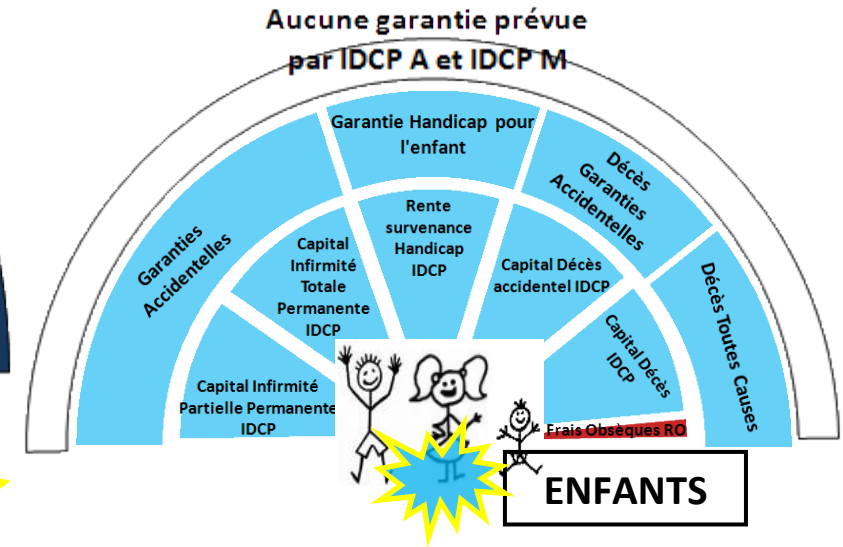 Aucune garantie prévue
par IDCP A et IDCP M
Garanties
Accidentelles
Garantie Handicap pour
l'enfant
Décès
Garanties
Accidentelles
Décès Toutes Causes
Capital Infirmité
Partielle Permanente
IDCP
Capital
Infirmité
Totale
Permanente
IDCP
Rente
survenance
Handicap
IDCP
Capital Décès
accidentel IDCP
Capital Décès
IDCP
Frais Obsèques RO
ENFANTS